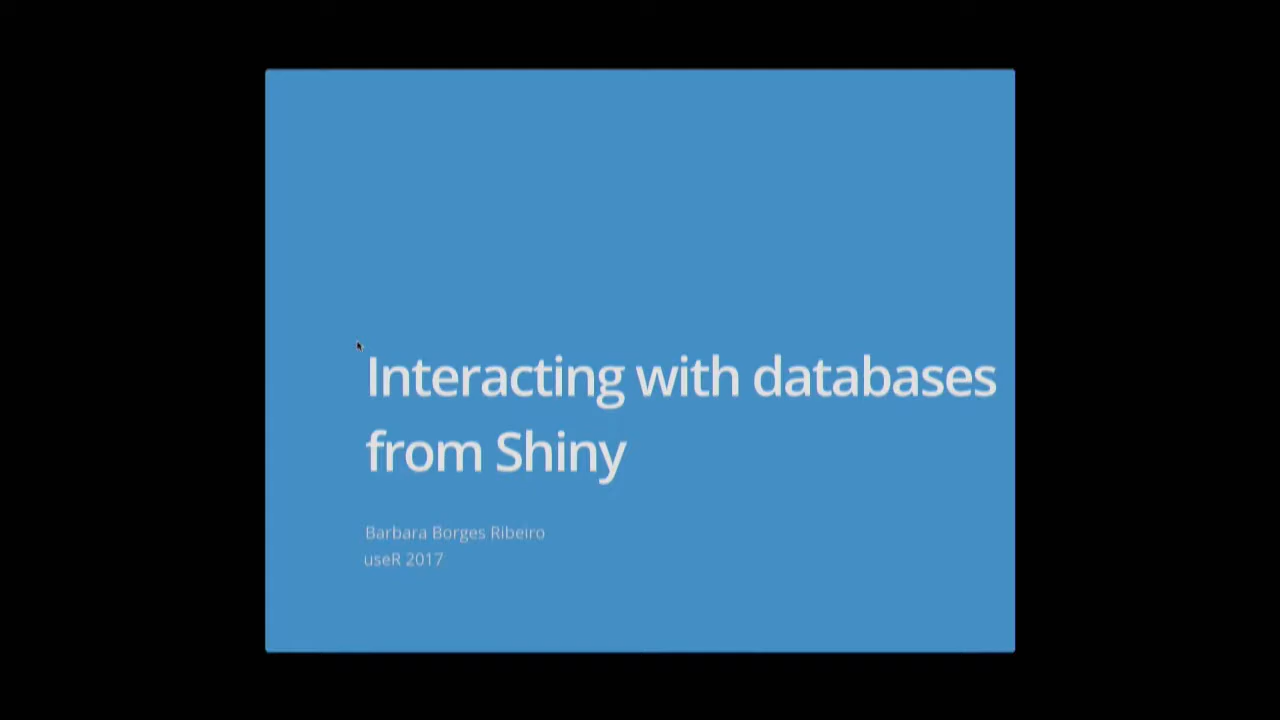 Interacting with databases
from Shiny
Barbara Borges Ribeiro
useR 2017